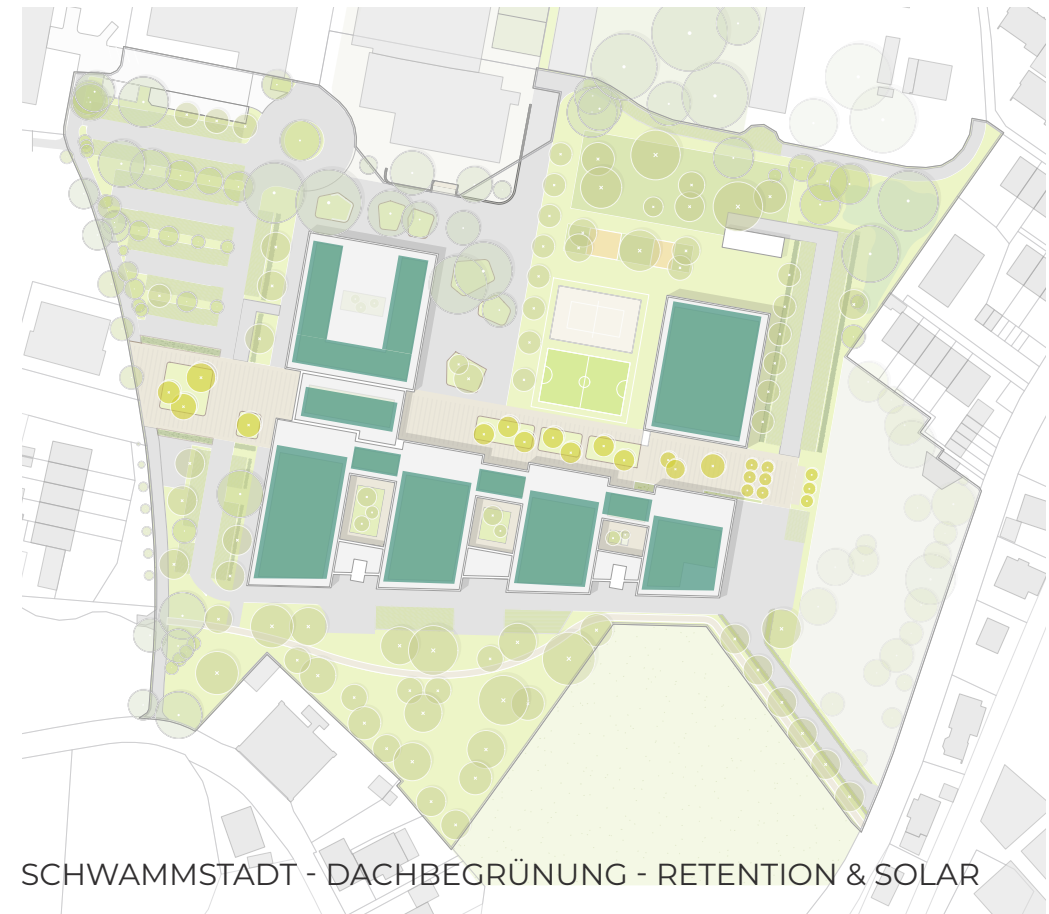 SCHWAMMSTADT - DACHBEGRÜNUNG - RETENTION & SOLAR